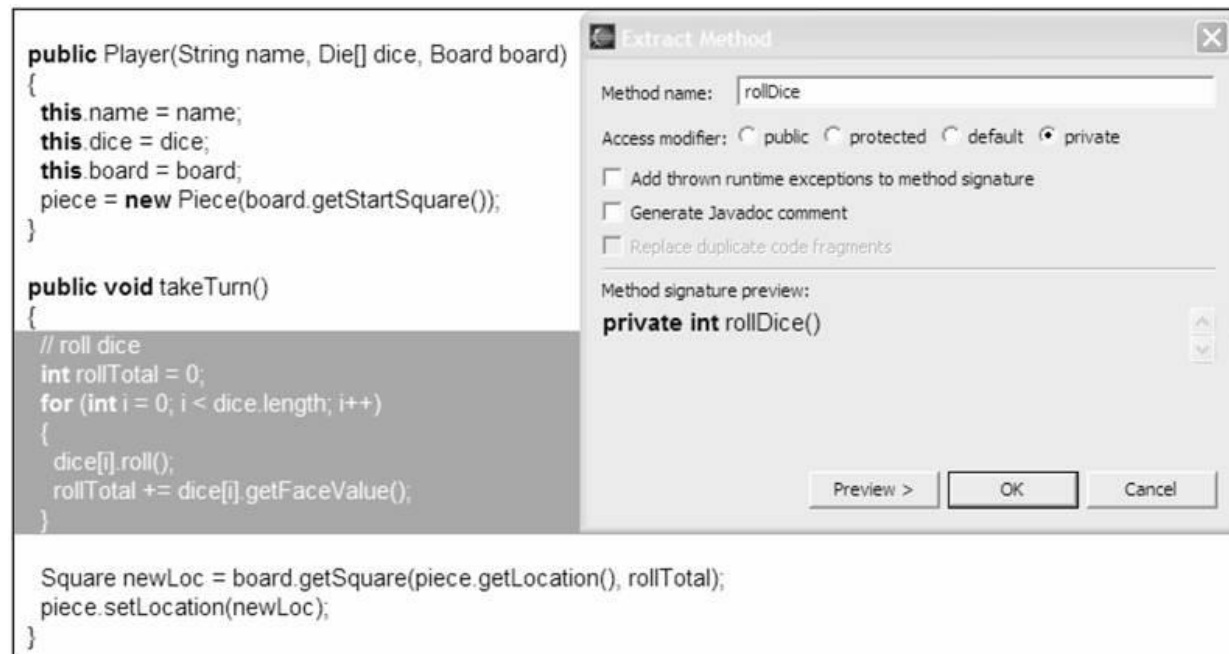 public Player(String name, Die[] dice, Board board)
{
this.name = name;
this.dice = dice;
this.board = board;
piece = new Piece(board.getStartSquare());
}
public void takeTurn()
{
// roll dice
int rollTotal = 0;
for (int i = 0; i < dice.length; i++)
{
dice[i].roll();
rollTotal += dice[i].getFaceValue();
}
Square newLoc = board.getSquare(piece.getLocation(), rollTotal);
piece.setLocation(newLoc);
}
Extract Method
Method name: rollDice
Access modifier: public protected default private
Add thrown runtime exceptions to method signature
Generate Javadoc comment
Replace duplicate code fragments
Method signature preview:
private int rollDice()
Preview > OK Cancel